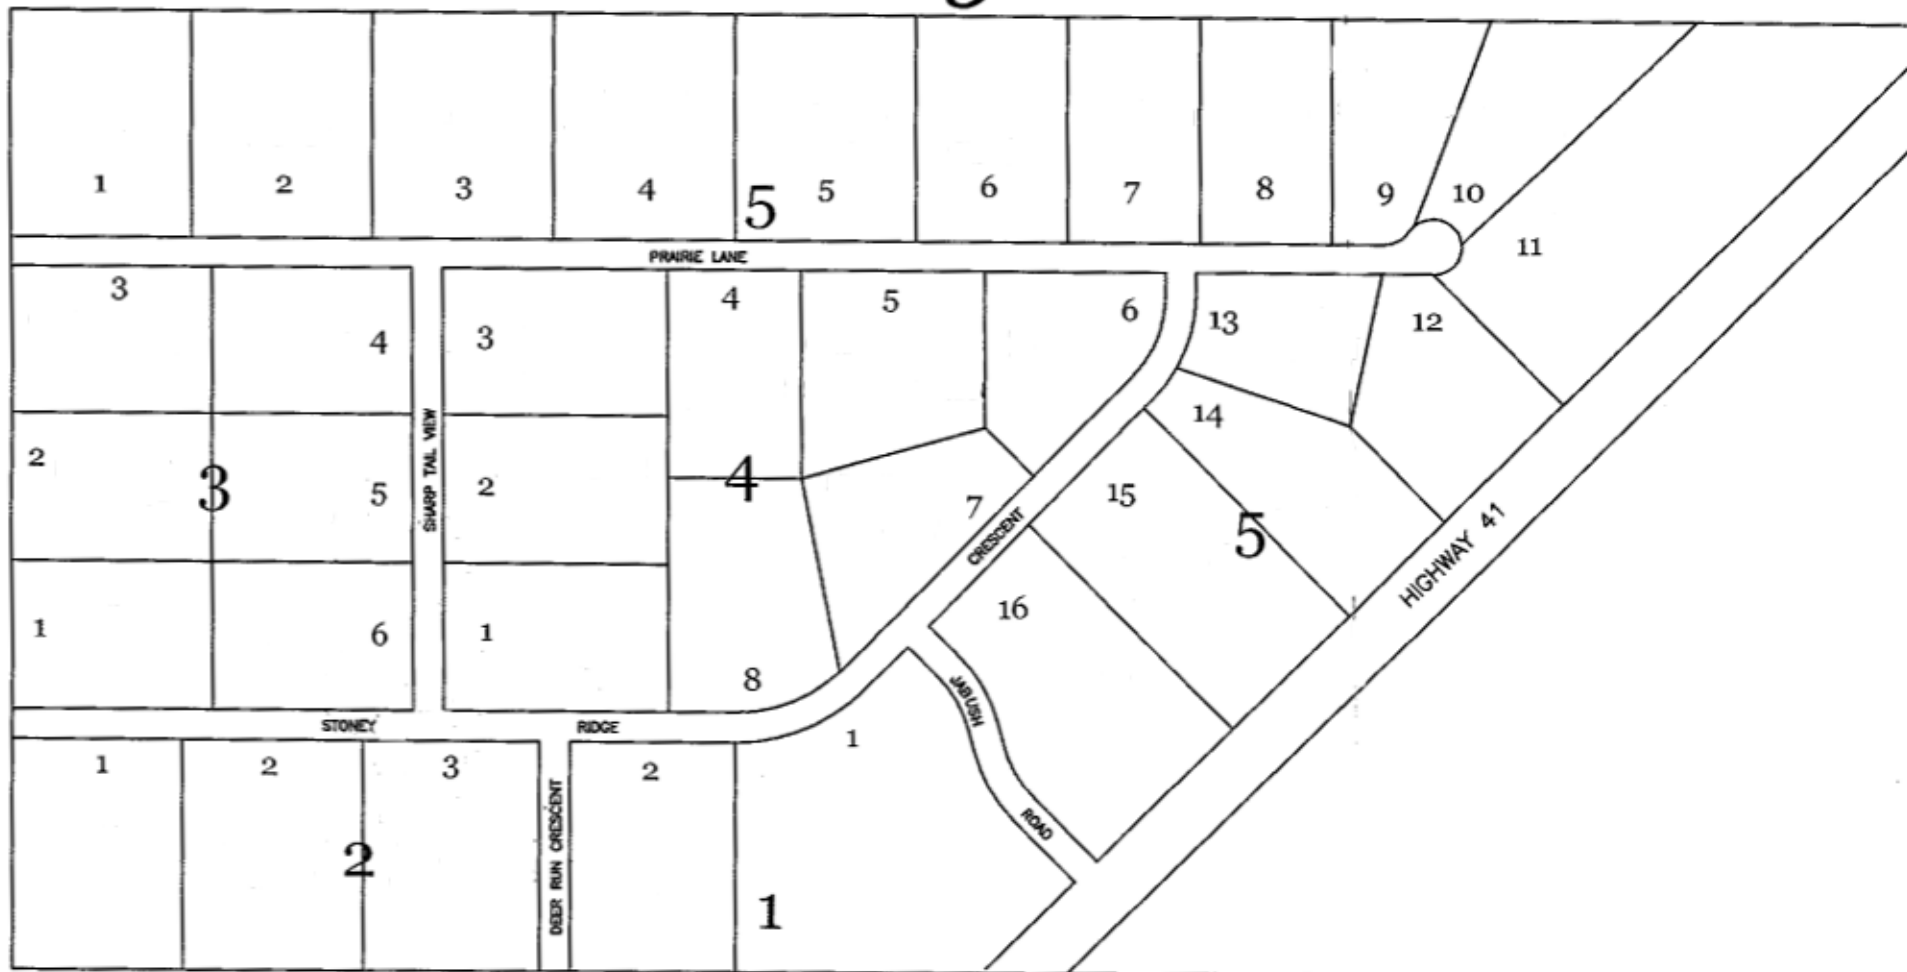 1 2 3 4 5 5 6 7 8 9 10
11
PRAIRIE LANE
3 4 3 4 5 6 13 12
14
2 3 5 SHARP TAIL VIEW 2 4 7 CRESCENT 15 5 HIGHWAY 41
1 6 1 8 16
JABUSH
ROAD
STONEY RIDGE
1 2 3 2 1
DEER RUN CRESCENT
2 1